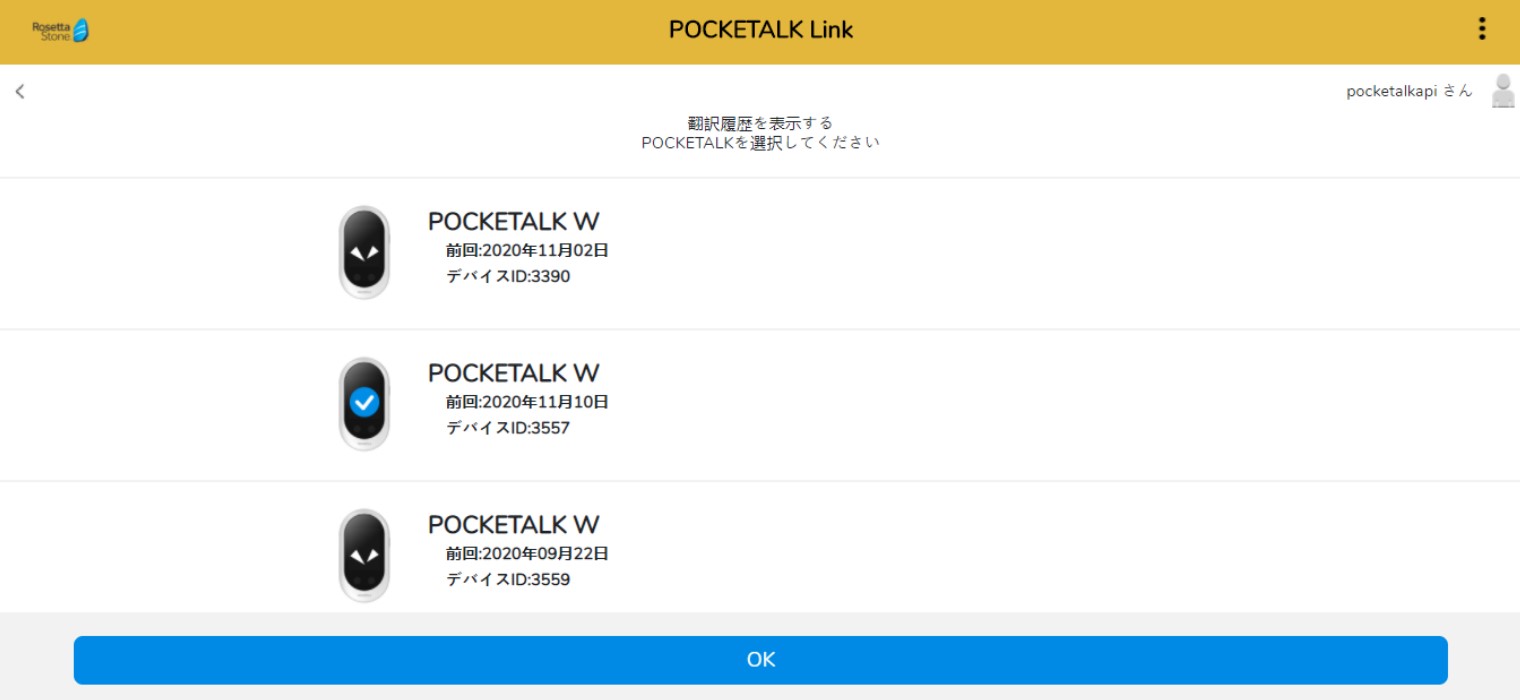 Rosetta
Stone
POCKETALK Link
pocketalkapi さん
翻訳履歴を表示する
POCKETALKを選択してください
POCKETALK W
前回:2020年11月02日
デバイスID:3390
POCKETALK W
前回:2020年11月10日
デバイスID:3557
POCKETALK W
前回:2020年09月22日
デバイスID:3559
OK